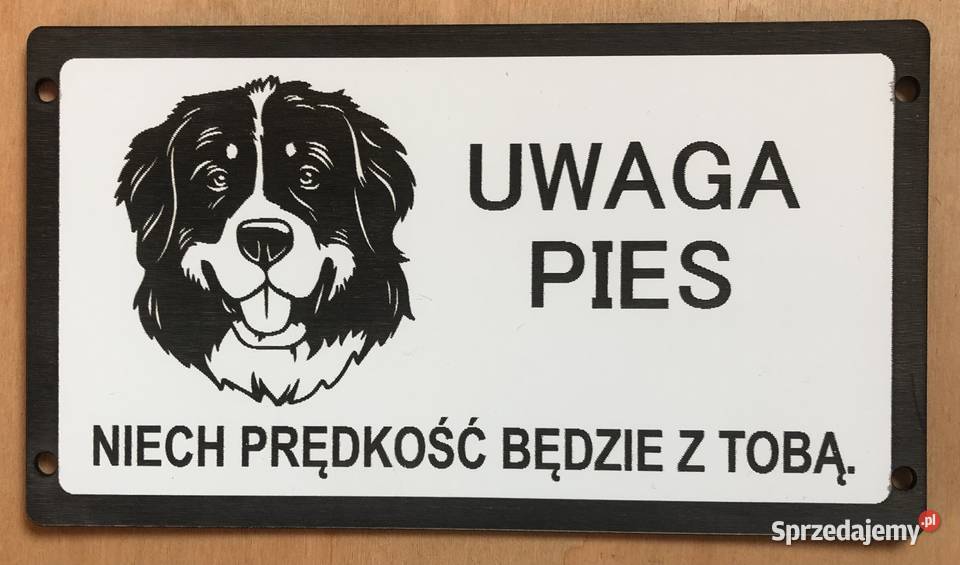 UWAGA
PIES
NIECH PRĘDKOŚĆ BĘDZIE Z TOBĄ.
Sprzedajemy.pl